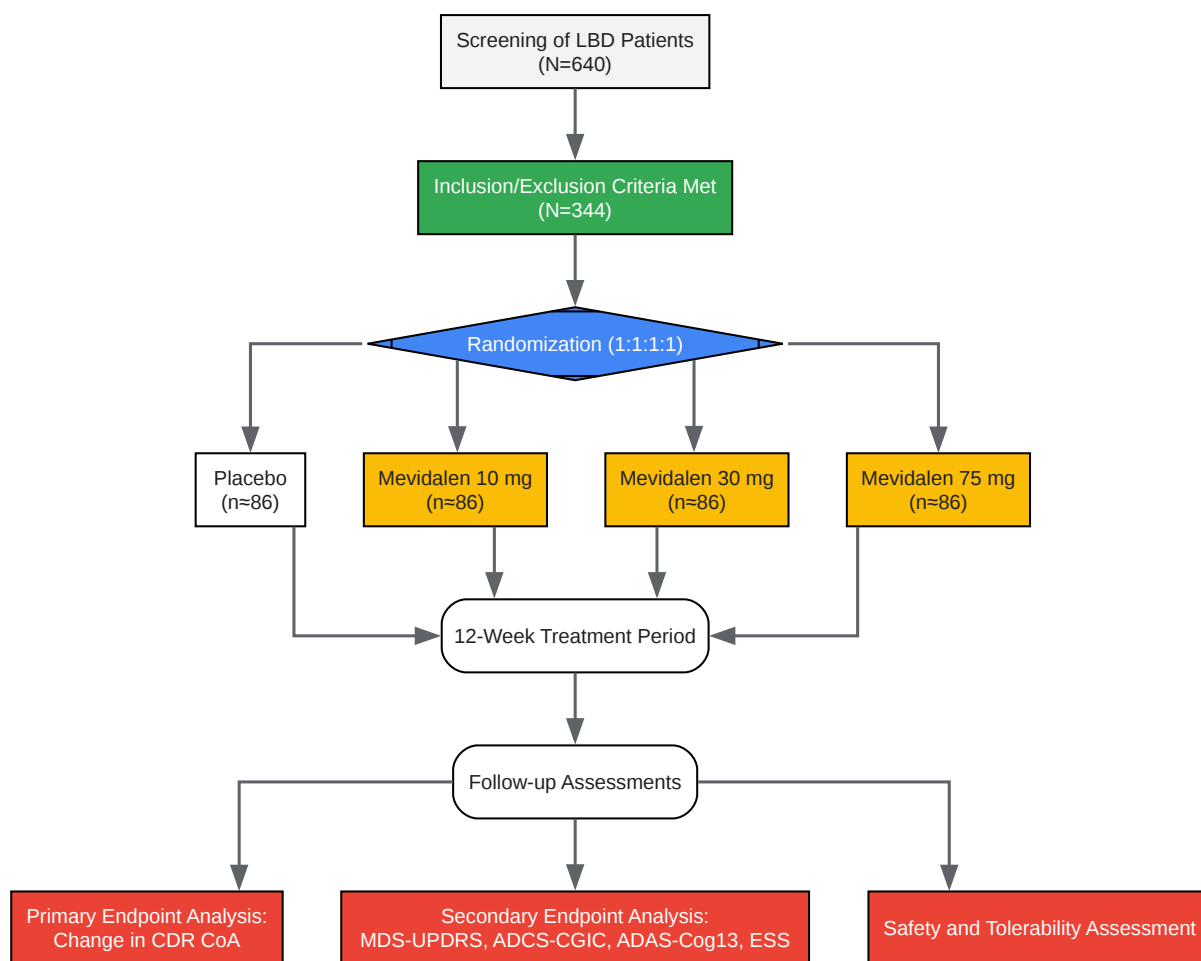 Screening of LBD Patients
(N=640)
Inclusion/Exclusion Criteria Met
(N=344)
Randomization (1:1:1:1)
Placebo
(n≈86)
Mevidalen 10 mg
(n≈86)
Mevidalen 30 mg
(n≈86)
Mevidalen 75 mg
(n≈86)
12-Week Treatment Period
Follow-up Assessments
Primary Endpoint Analysis:
Change in CDR CoA
Secondary Endpoint Analysis:
MDS-UPDRS, ADCS-CGIC, ADAS-Cog13, ESS
Safety and Tolerability Assessment